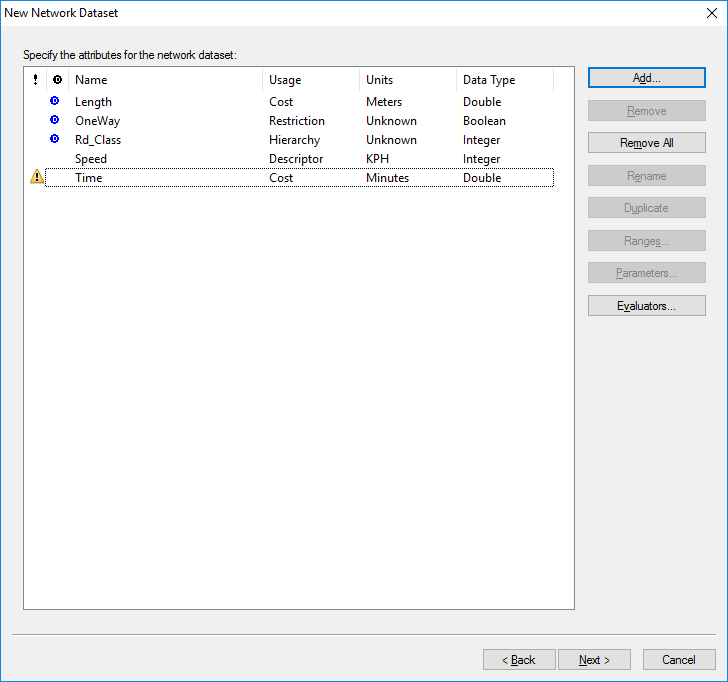 New Network Dataset
Specify the attributes for the network dataset:
! D Name Usage Units Data Type
D Length Cost Meters Double
D OneWay Restriction Unknown Boolean
D Rd_Class Hierarchy Unknown Integer
Speed Descriptor KPH Integer
! Time Cost Minutes Double
Add...
Remove
Remove All
Rename
Duplicate
Ranges...
Parameters...
Evaluators...
< Back Next > Cancel